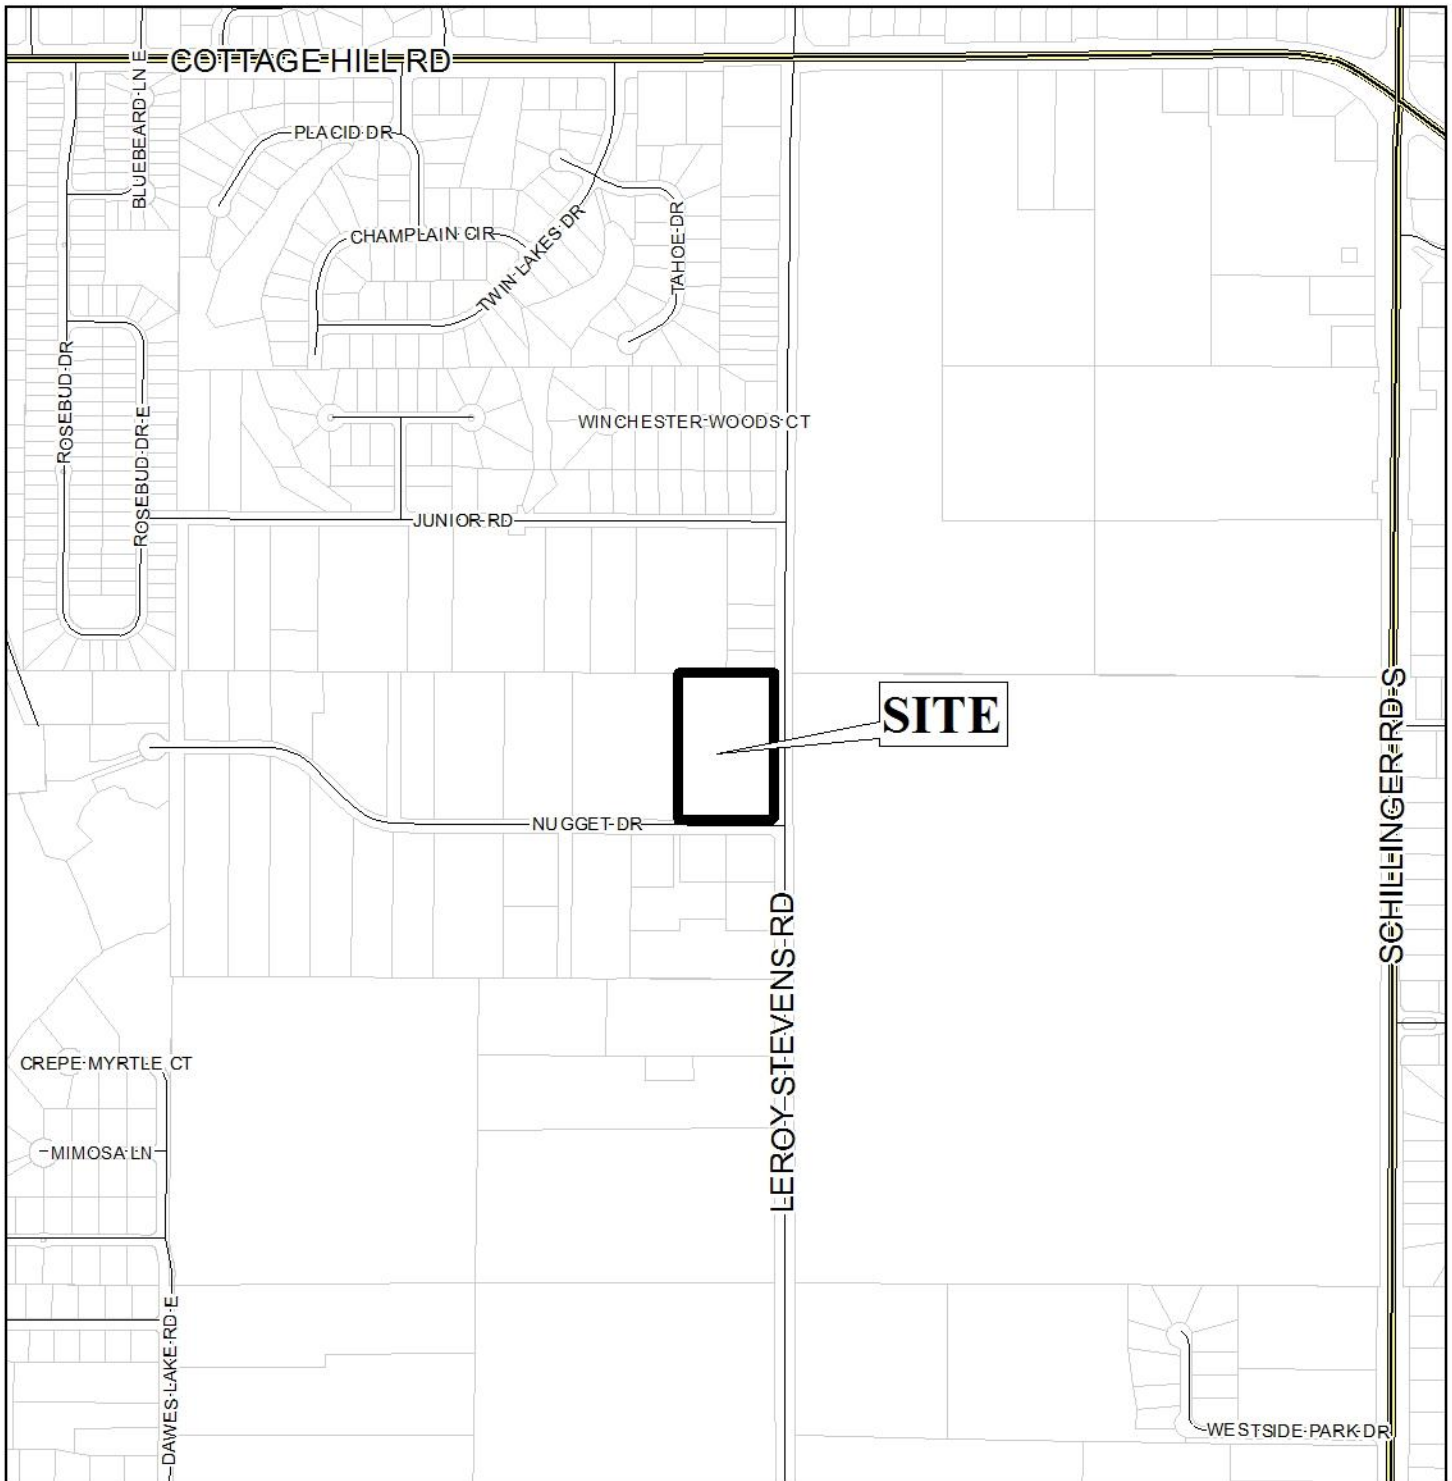 COTTAGE HILL RD
BLUEBEARD LN E
PLACID DR
CHAMPLAIN CIR
TWIN LAKES DR
TAHOE DR
ROSEBUD DR
ROSEBUD DR E
WINCHESTER WOODS CT
JUNIOR RD
SITE
SCHILLINGER RD S
NUGGET DR
LEROY STEVENS RD
CREPE MYRTLE CT
MIMOSA LN
DAWES LAKE RD E
WESTSIDE PARK DR